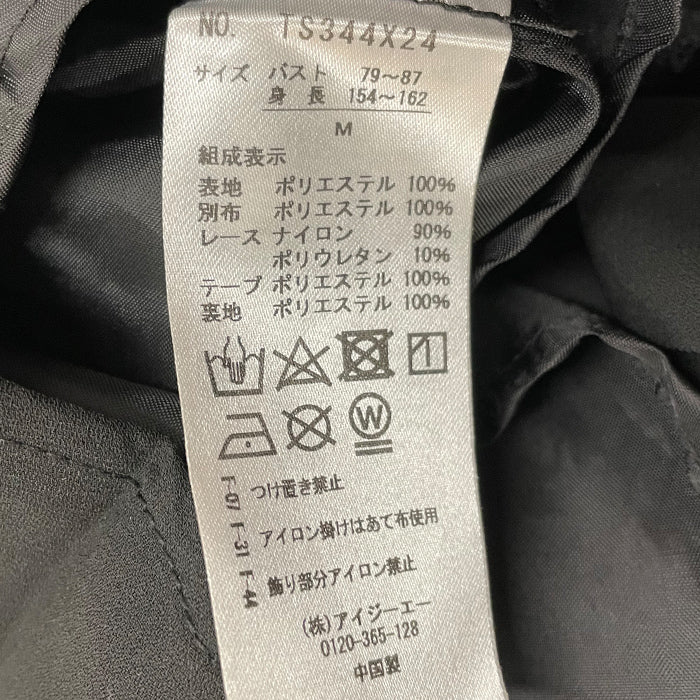 NO. TS344X24
サイズ バスト 79〜87
身長 154〜162
M
組成表示
表地 ポリエステル 100%
別布 ポリエステル 100%
レース ナイロン 90%
ポリウレタン 10%
テープ ポリエステル 100%
裏地 ポリエステル 100%
W
F-07 つけ置き禁止
F-31 アイロン掛けはあて布使用
F-44 飾り部分アイロン禁止
(株)アイジーエー
0120-365-128
中国製